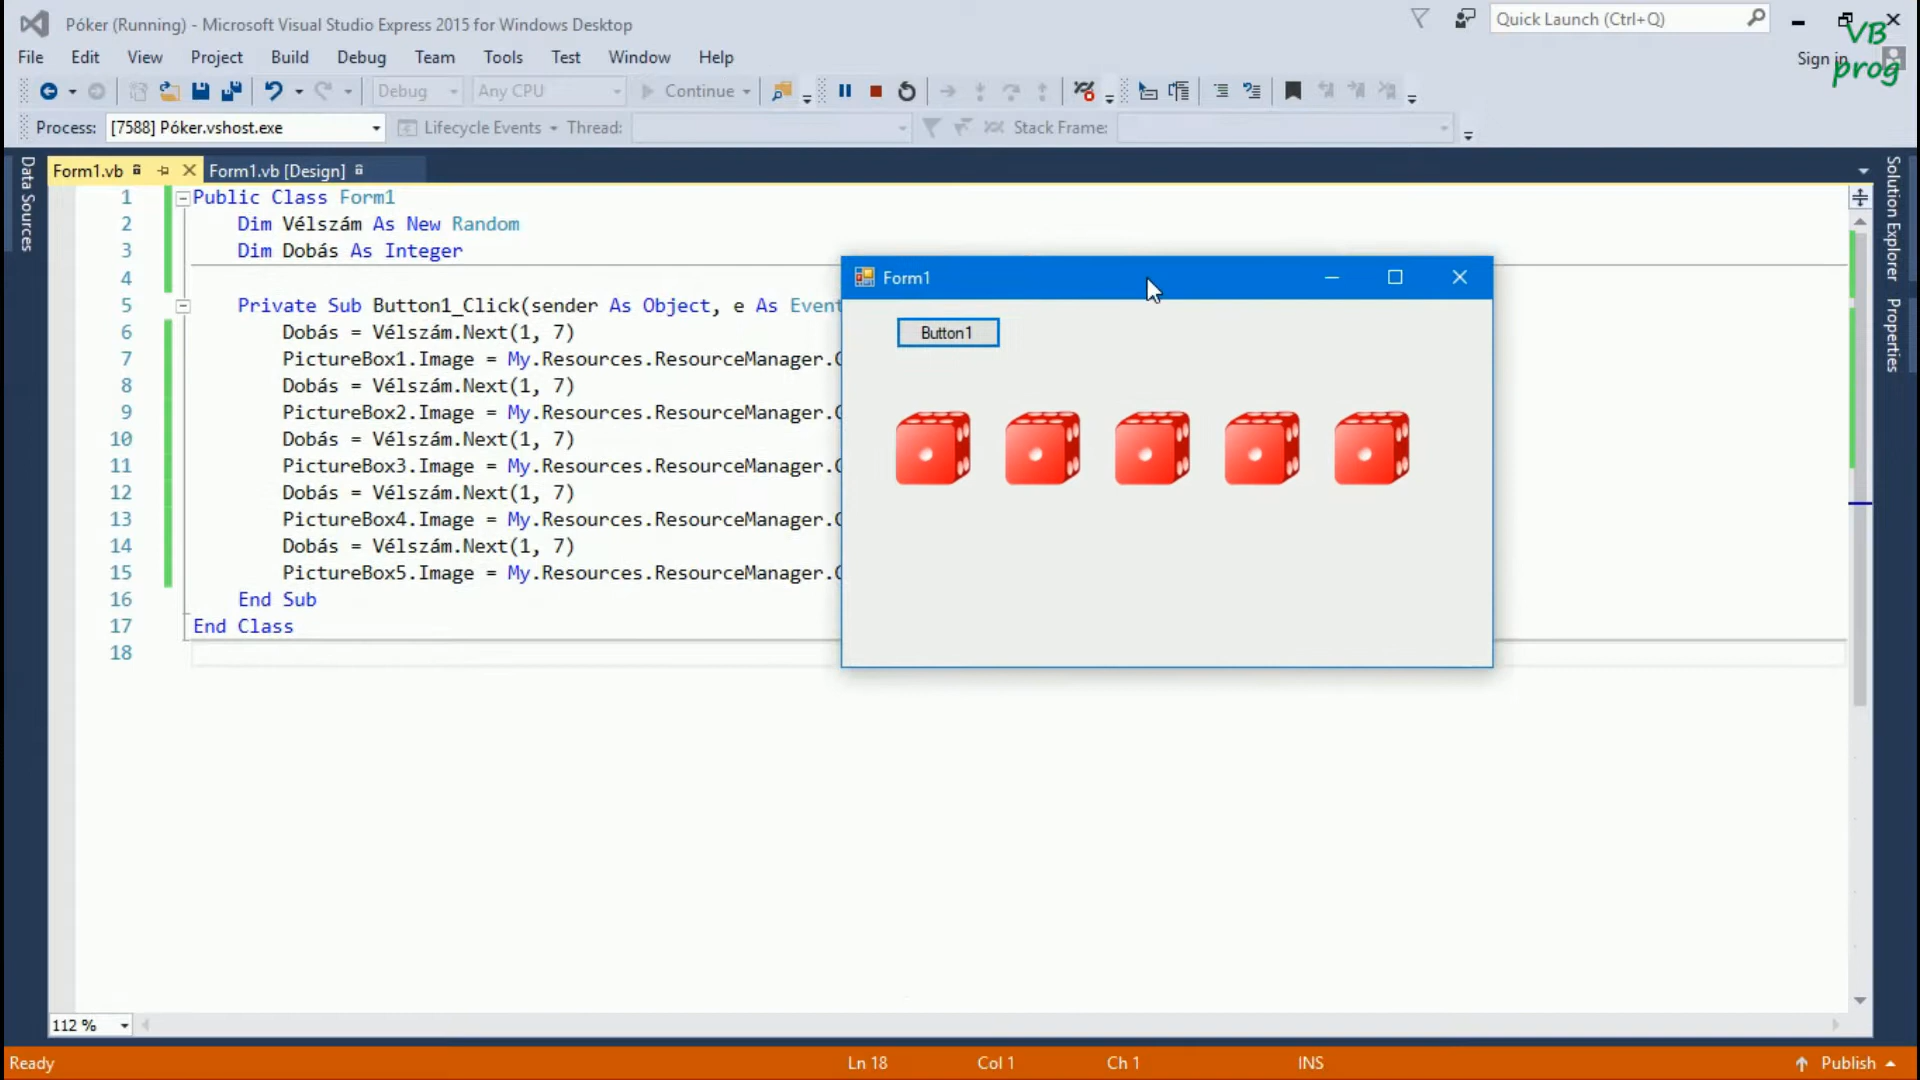 Póker (Running) - Microsoft Visual Studio Express 2015 for Windows Desktop
Quick Launch (Ctrl+Q)
VB
prog
File Edit View Project Build Debug Team Tools Test Window Help
Sign in
Debug Any CPU Continue
Process: [7588] Póker.vshost.exe Lifecycle Events Thread: Stack Frame:
Data Sources
Form1.vb Form1.vb [Design]
Solution Explorer
Properties
1 Public Class Form1
2 Dim Vélszám As New Random
3 Dim Dobás As Integer
4
5 Private Sub Button1_Click(sender As Object, e As Event
6 Dobás = Vélszám.Next(1, 7)
7 PictureBox1.Image = My.Resources.ResourceManager.
8 Dobás = Vélszám.Next(1, 7)
9 PictureBox2.Image = My.Resources.ResourceManager.
10 Dobás = Vélszám.Next(1, 7)
11 PictureBox3.Image = My.Resources.ResourceManager.
12 Dobás = Vélszám.Next(1, 7)
13 PictureBox4.Image = My.Resources.ResourceManager.
14 Dobás = Vélszám.Next(1, 7)
15 PictureBox5.Image = My.Resources.ResourceManager.
16 End Sub
17 End Class
18
Form1
Button1
112 %
Ready Ln 18 Col 1 Ch 1 INS Publish